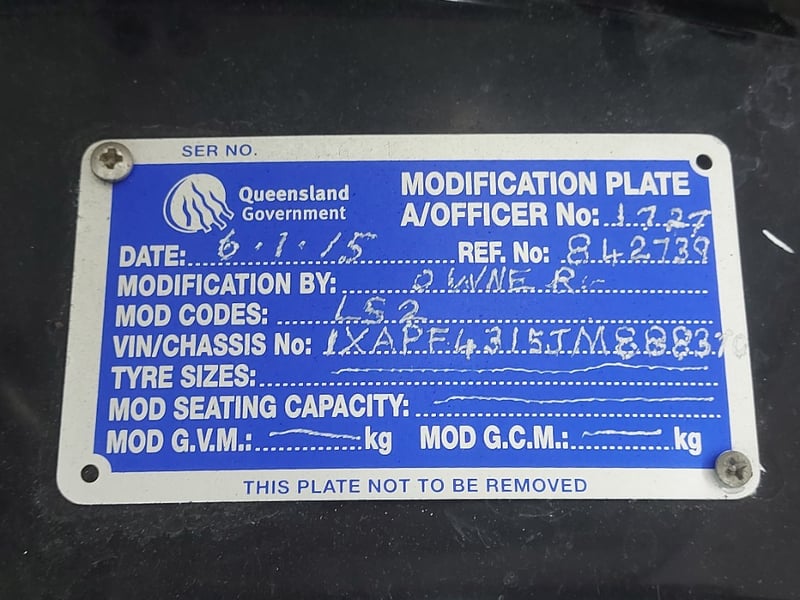 SER NO.
Queensland Government
MODIFICATION PLATE
A/OFFICER No: 1727
DATE: 6.1.15 REF. No: 842739
MODIFICATION BY: OWNER
MOD CODES: LS2
VIN/CHASSIS No:
TYRE SIZES:
MOD SEATING CAPACITY:
MOD G.V.M.: kg MOD G.C.M.: kg
THIS PLATE NOT TO BE REMOVED